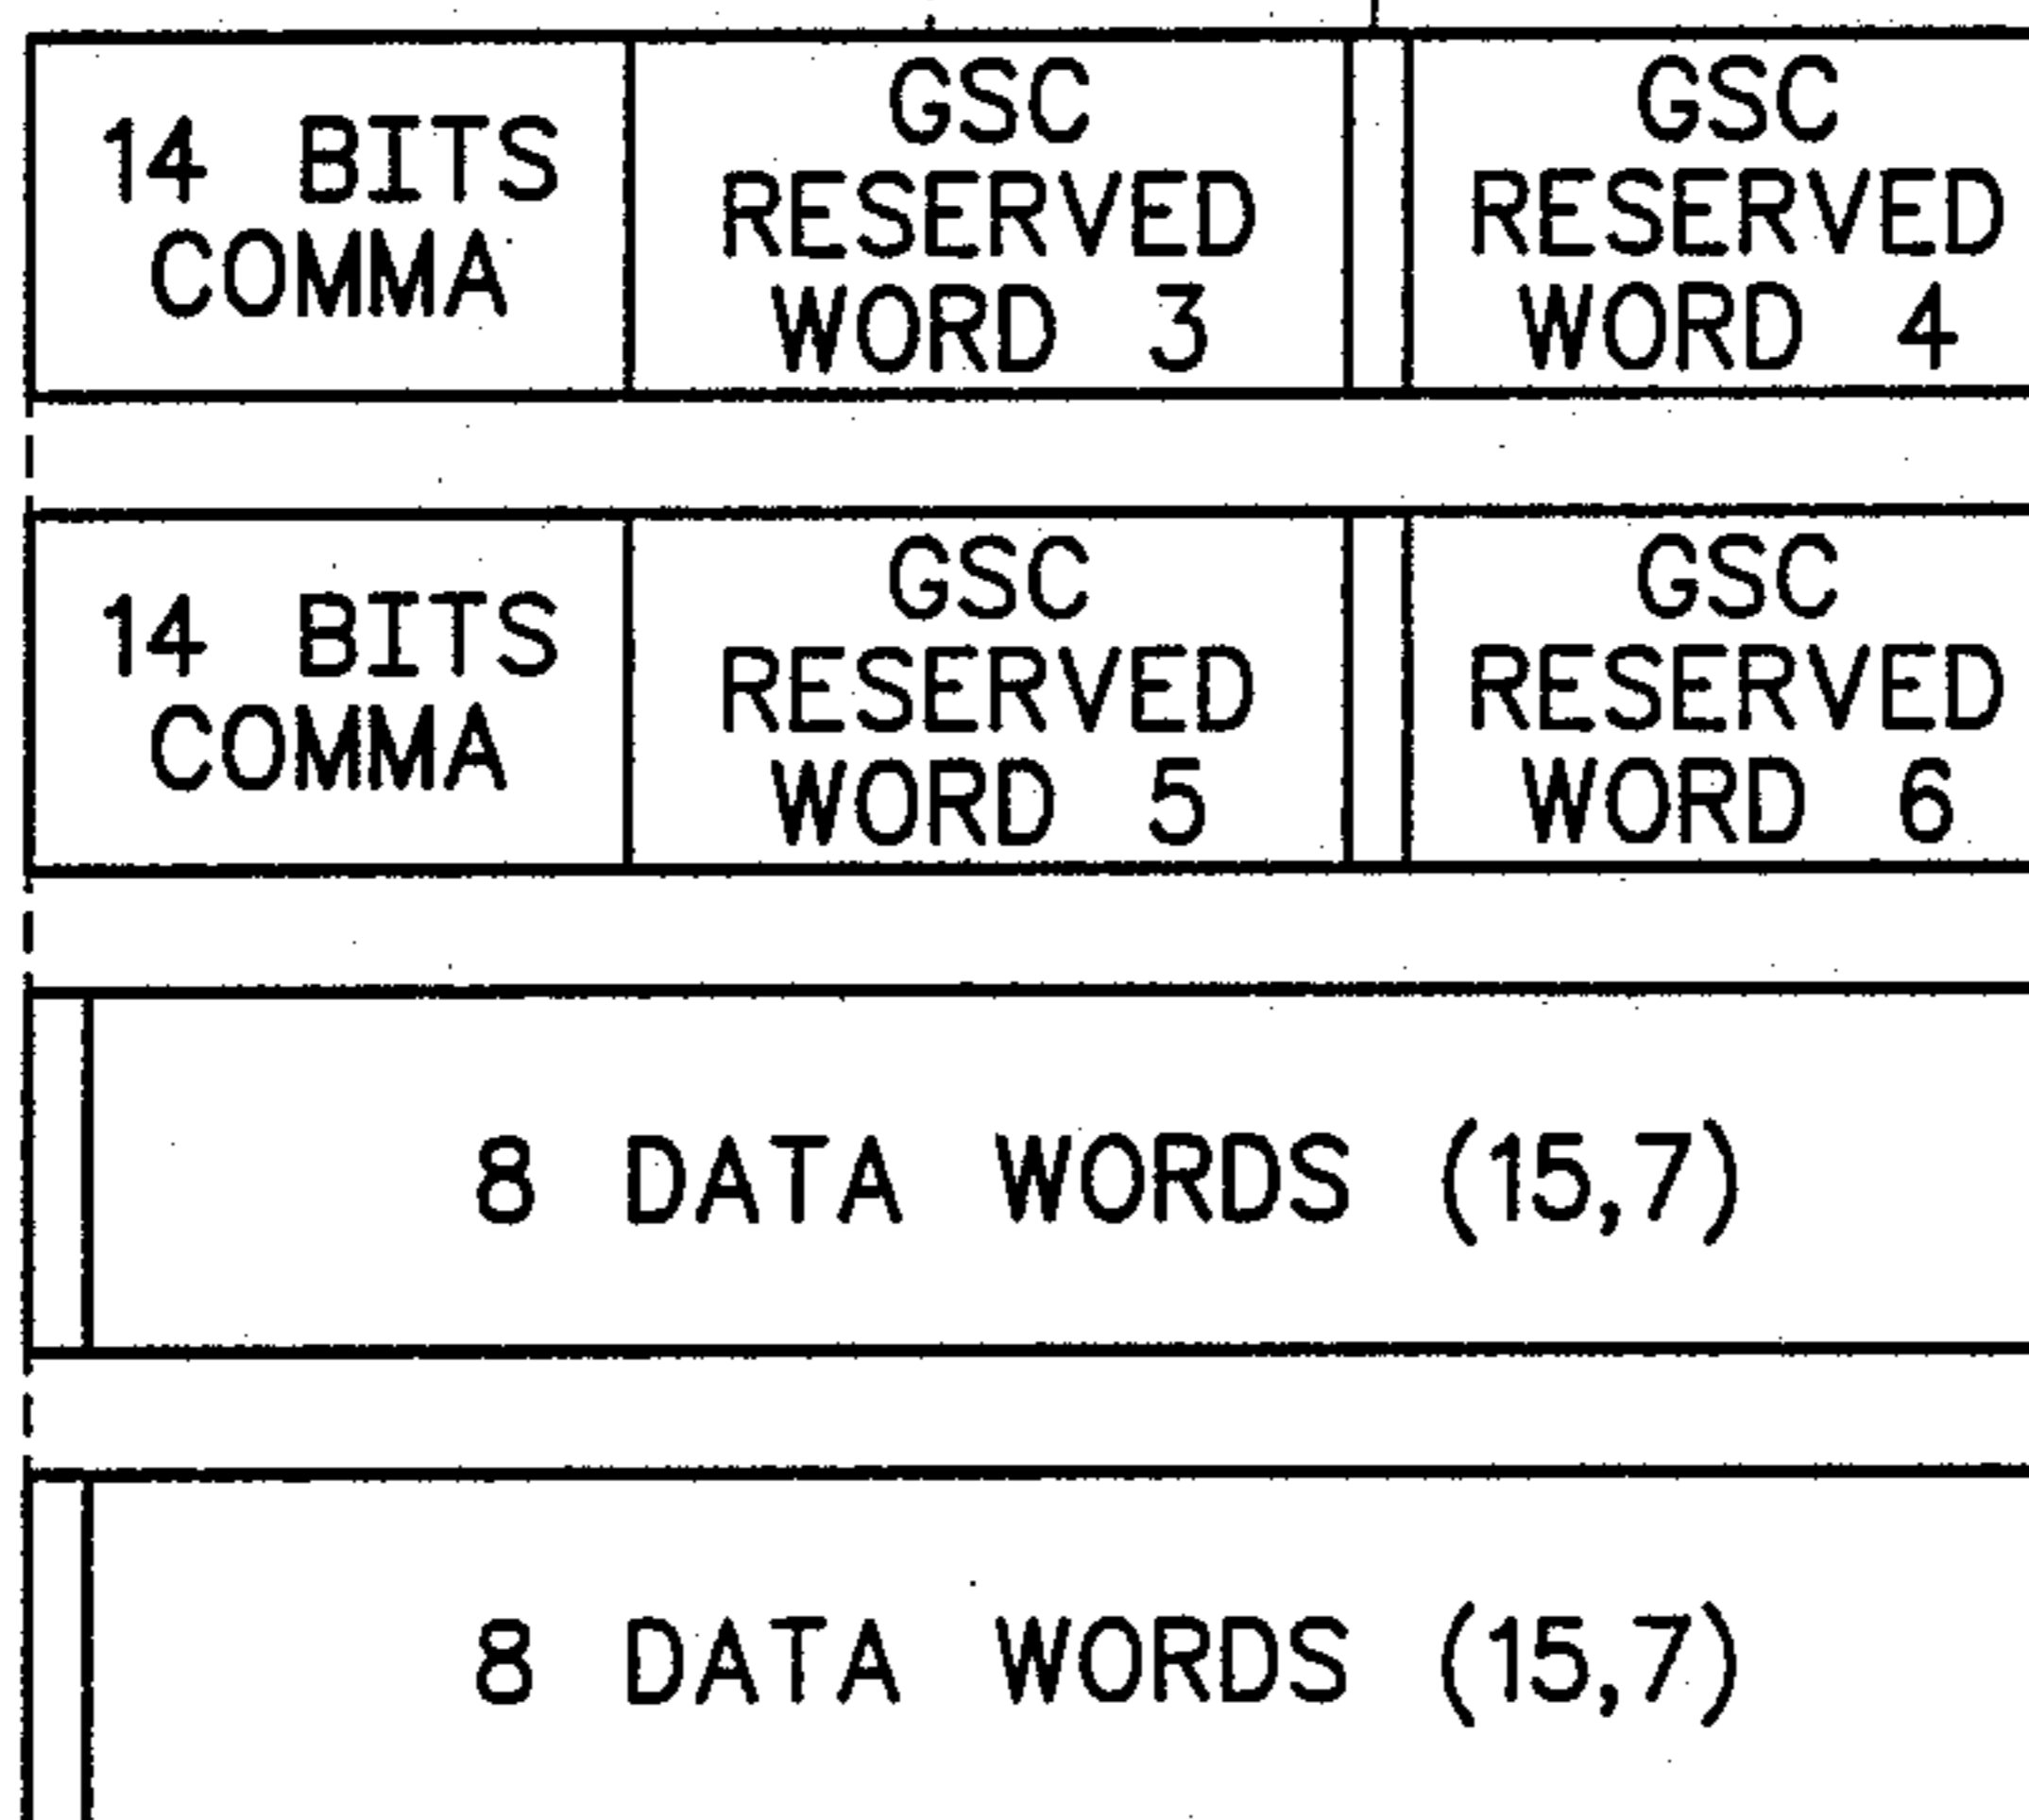 14 BITS
COMMA
GSC
RESERVED
WORD 3
GSC
RESERVED
WORD 4
14 BITS
COMMA
GSC
RESERVED
WORD 5
GSC
RESERVED
WORD 6
8 DATA WORDS (15,7)
8 DATA WORDS (15,7)